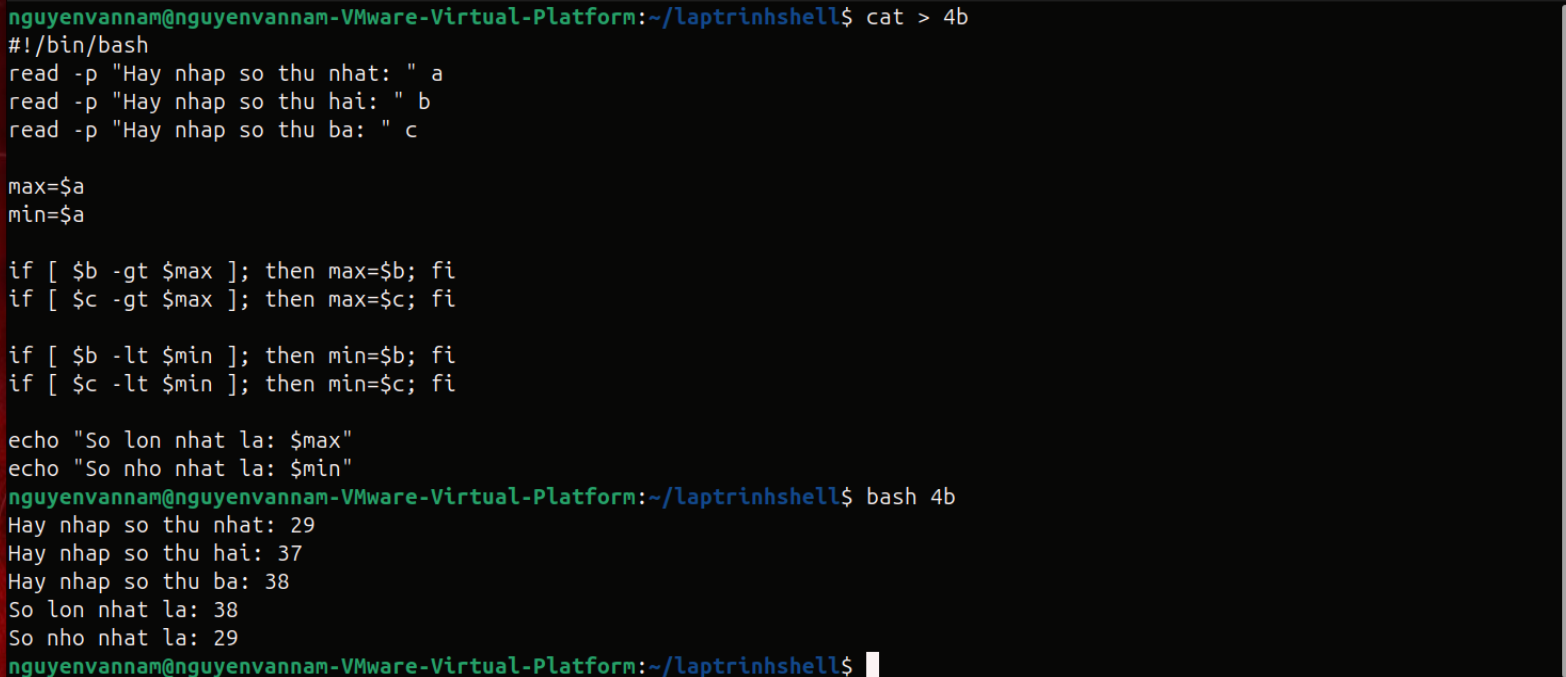 nguyenvannam@nguyenvannam-VMware-Virtual-Platform:~/laptrinhshell$ cat > 4b
#!/bin/bash
read -p "Hay nhap so thu nhat: " a
read -p "Hay nhap so thu hai: " b
read -p "Hay nhap so thu ba: " c

max=$a
min=$a

if [ $b -gt $max ]; then max=$b; fi
if [ $c -gt $max ]; then max=$c; fi

if [ $b -lt $min ]; then min=$b; fi
if [ $c -lt $min ]; then min=$c; fi

echo "So lon nhat la: $max"
echo "So nho nhat la: $min"
nguyenvannam@nguyenvannam-VMware-Virtual-Platform:~/laptrinhshell$ bash 4b
Hay nhap so thu nhat: 29
Hay nhap so thu hai: 37
Hay nhap so thu ba: 38
So lon nhat la: 38
So nho nhat la: 29
nguyenvannam@nguyenvannam-VMware-Virtual-Platform:~/laptrinhshell$